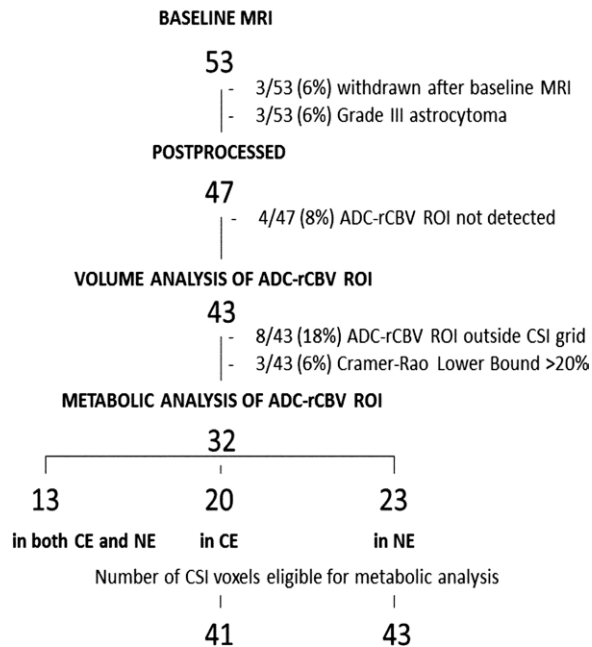 BASELINE MRI
53
- 3/53 (6%) withdrawn after baseline MRI
- 3/53 (6%) Grade III astrocytoma
POSTPROCESSED
47
- 4/47 (8%) ADC-rCBV ROI not detected
VOLUME ANALYSIS OF ADC-rCBV ROI
43
- 8/43 (18%) ADC-rCBV ROI outside CSI grid
- 3/43 (6%) Cramer-Rao Lower Bound >20%
METABOLIC ANALYSIS OF ADC-rCBV ROI
32
13 20 23
in both CE and NE in CE in NE
Number of CSI voxels eligible for metabolic analysis
41 43